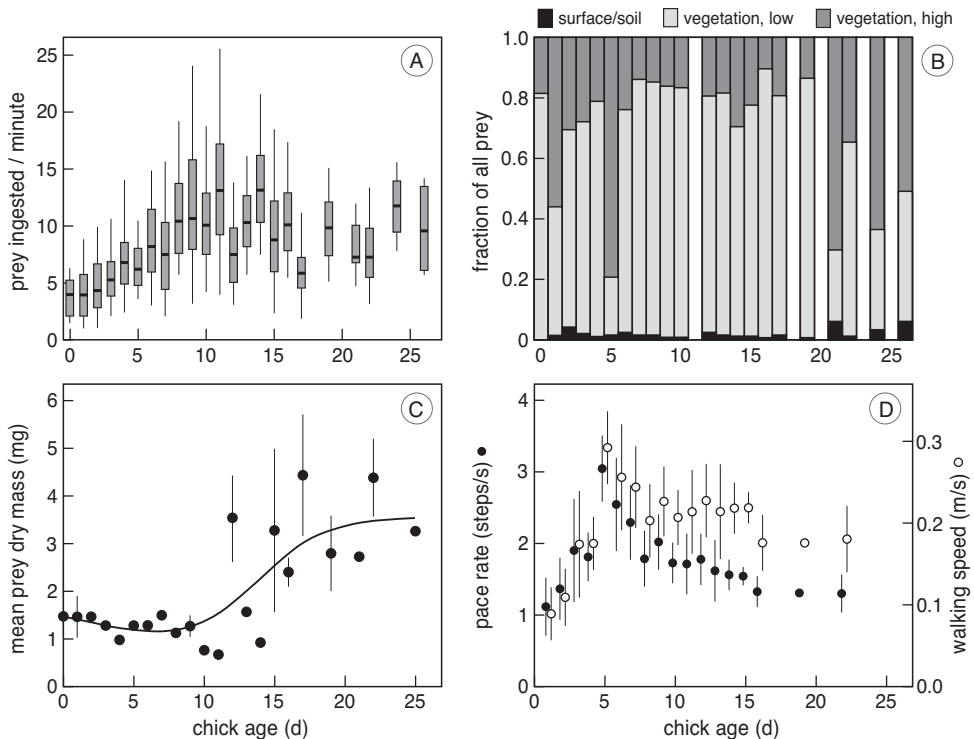 surface/soil vegetation, low vegetation, high
A
25
20
15
10
5
0
prey ingested / minute
0 5 10 15 20 25
B
1.0
0.8
0.6
0.4
0.2
0
fraction of all prey
0 5 10 15 20 25
C
6
5
4
3
2
1
0
mean prey dry mass (mg)
0 5 10 15 20 25
chick age (d)
D
4
3
2
1
0
pace rate (steps/s)
0.3
0.2
0.1
0.0
walking speed (m/s)
0 5 10 15 20 25
chick age (d)